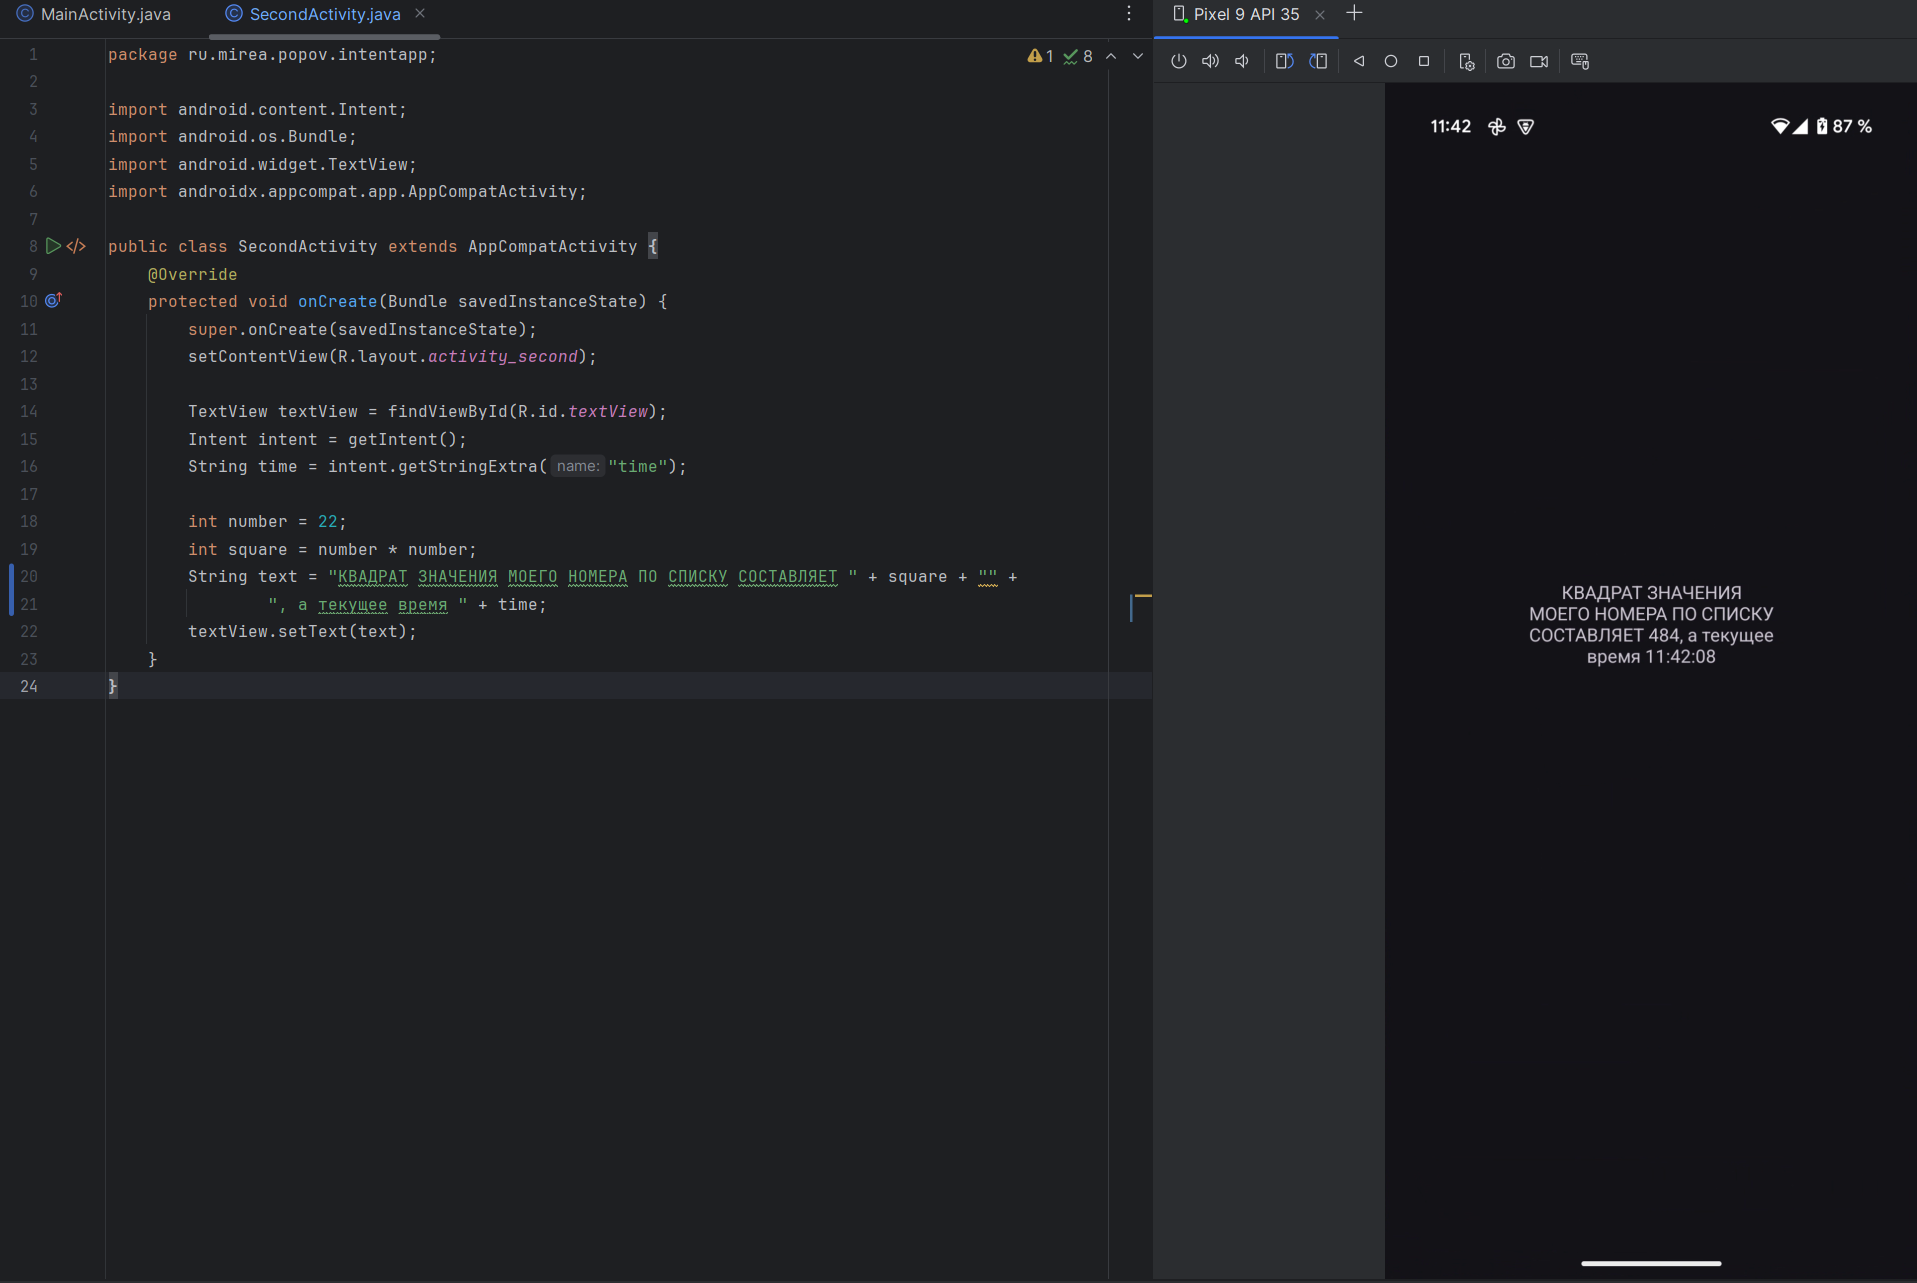 MainActivity.java
SecondActivity.java
Pixel 9 API 35
1 package ru.mirea.popov.intentapp;
1 8
2
3 import android.content.Intent;
4 import android.os.Bundle;
5 import android.widget.TextView;
6 import androidx.appcompat.app.AppCompatActivity;
7
8 </> public class SecondActivity extends AppCompatActivity {
9 @Override
10 protected void onCreate(Bundle savedInstanceState) {
11 super.onCreate(savedInstanceState);
12 setContentView(R.layout.activity_second);
13
14 TextView textView = findViewById(R.id.textView);
15 Intent intent = getIntent();
16 String time = intent.getStringExtra( name: "time");
17
18 int number = 22;
19 int square = number * number;
20 String text = "КВАДРАТ ЗНАЧЕНИЯ МОЕГО НОМЕРА ПО СПИСКУ СОСТАВЛЯЕТ " + square + "" +
21 ", а текущее время " + time;
22 textView.setText(text);
23 }
24 }
11:42
87 %
КВАДРАТ ЗНАЧЕНИЯ
МОЕГО НОМЕРА ПО СПИСКУ
СОСТАВЛЯЕТ 484, а текущее
время 11:42:08